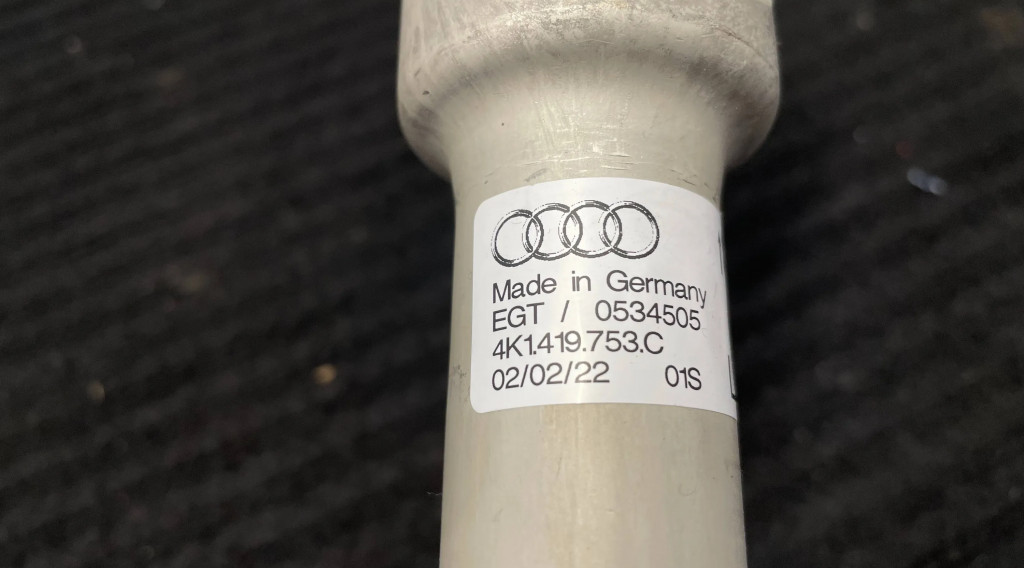 Made in Germany
EGT / 0534505
4K1.419.753.C
02/02/22 01S